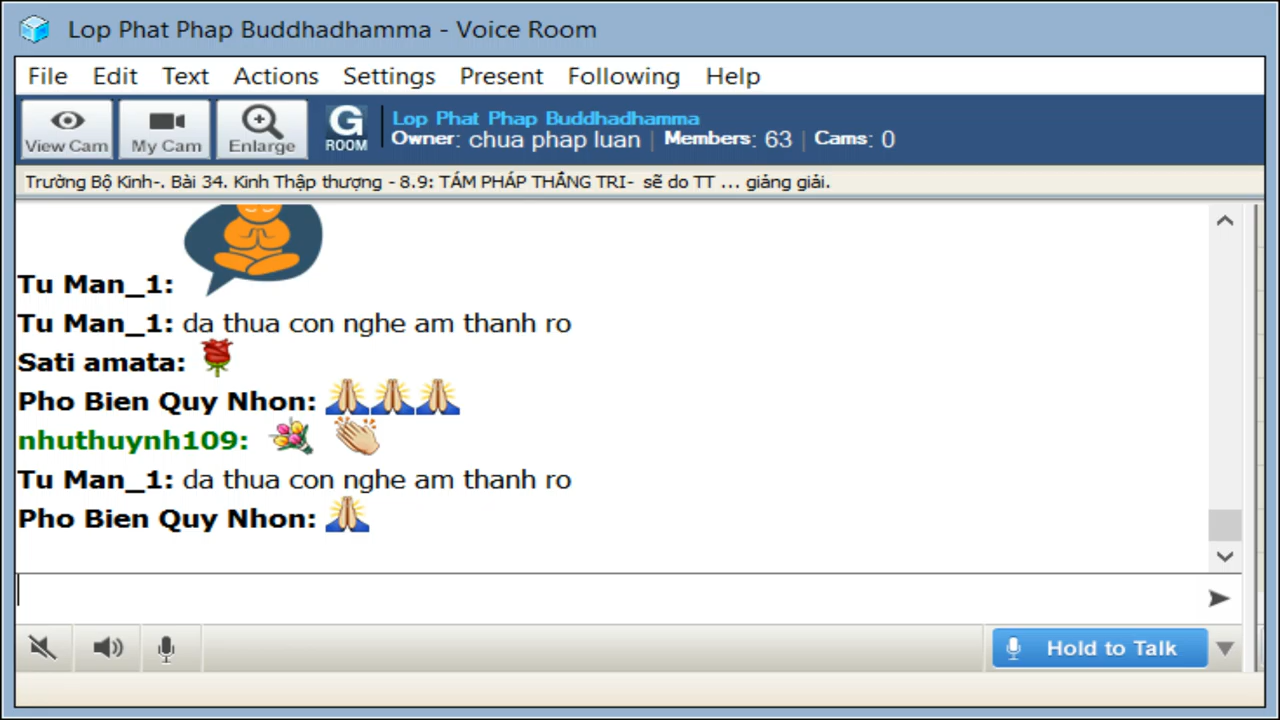 Lop Phat Phap Buddhadhamma - Voice Room
File Edit Text Actions Settings Present Following Help
View Cam My Cam Enlarge G ROOM
Lop Phat Phap Buddhadhamma
Owner: chua phap luan | Members: 63 | Cams: 0
Trường Bộ Kinh-. Bài 34. Kinh Thập thượng - 8.9: TÁM PHÁP THẮNG TRI- sẽ do TT ... giảng giải.
Tu Man_1:
Tu Man_1: da thua con nghe am thanh ro
Sati amata:
Pho Bien Quy Nhon:
nhuthuynh109:
Tu Man_1: da thua con nghe am thanh ro
Pho Bien Quy Nhon:
Hold to Talk